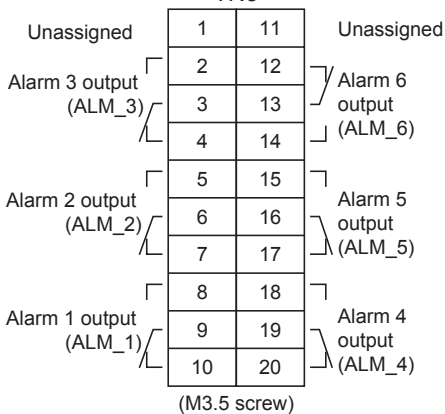 Unassigned 1 11 Unassigned
2 12
Alarm 3 output
(ALM_3)
3 13
Alarm 6
output
(ALM_6)
4 14
5 15
Alarm 2 output
(ALM_2)
6 16
Alarm 5
output
(ALM_5)
7 17
8 18
Alarm 1 output
(ALM_1)
9 19
Alarm 4
output
(ALM_4)
10 20
(M3.5 screw)